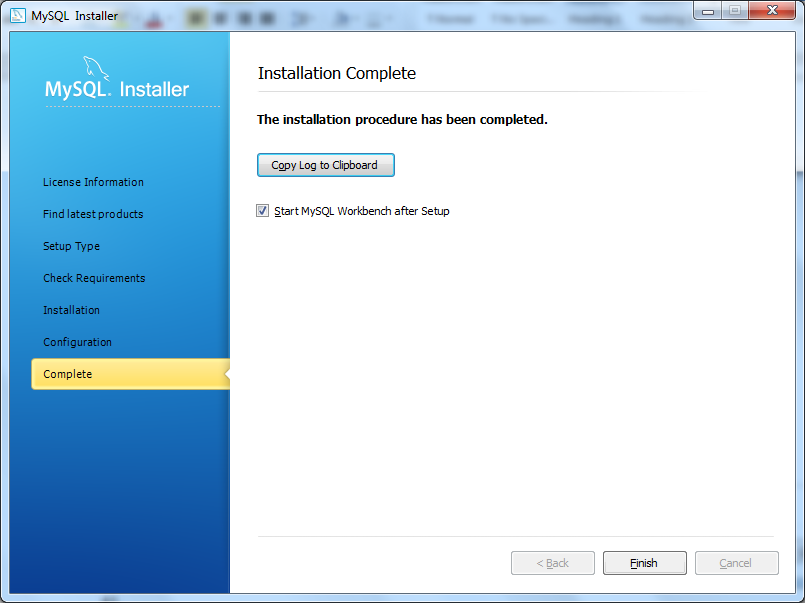 MySQL Installer
MySQL. Installer
License Information
Find latest products
Setup Type
Check Requirements
Installation
Configuration
Complete
Installation Complete
The installation procedure has been completed.
Copy Log to Clipboard
Start MySQL Workbench after Setup
< Back
Finish
Cancel